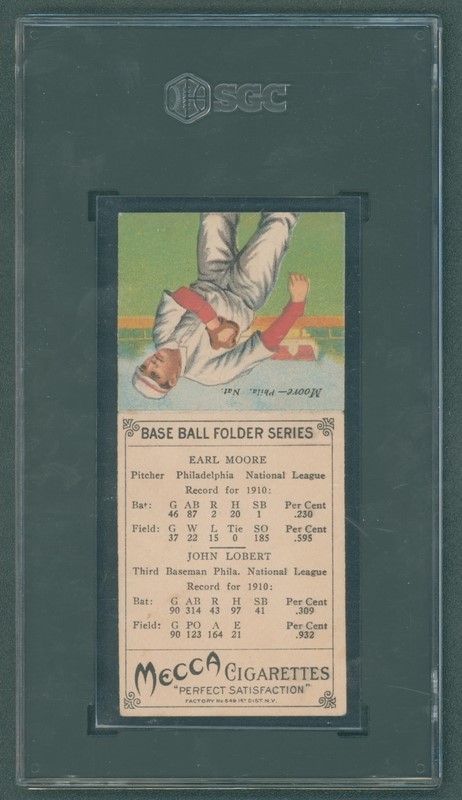 SGC
Moore—Phila. Nat.
BASE BALL FOLDER SERIES
EARL MOORE
Pitcher Philadelphia National League
Record for 1910:
Bat: G AB R H SB Per Cent
46 87 2 20 1 .230
Field: G W L Tie SO Per Cent
37 22 15 0 185 .595
JOHN LOBERT
Third Baseman Phila. National League
Record for 1910:
Bat: G AB R H SB Per Cent
90 314 43 97 41 .309
Field: G PO A E Per Cent
90 123 164 21 .932
MECCA CIGARETTES
"PERFECT SATISFACTION"
FACTORY No 649 1ST DIST. N.Y.